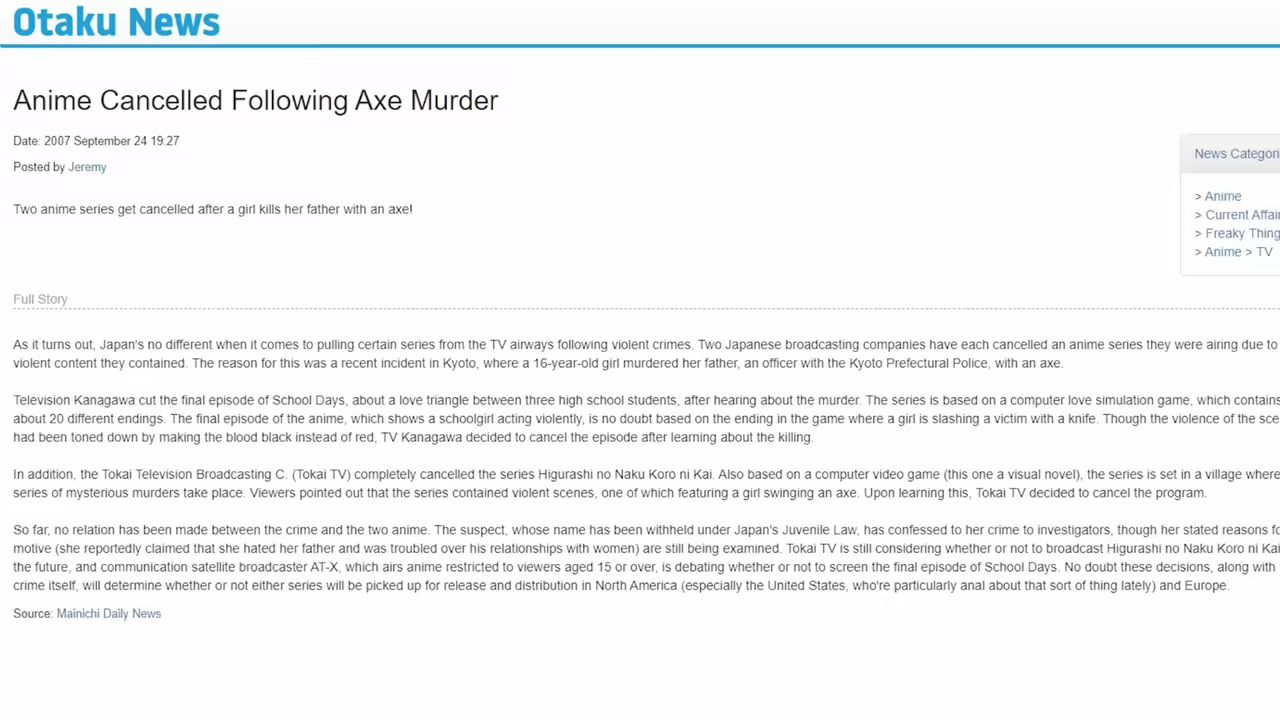 Otaku News
Anime Cancelled Following Axe Murder
Date: 2007 September 24 19:27
Posted by Jeremy
News Categori
> Anime
Two anime series get cancelled after a girl kills her father with an axe!
> Current Affai
> Freaky Thing
> Anime > TV
Full Story
As it turns out, Japan's no different when it comes to pulling certain series from the TV airways following violent crimes. Two Japanese broadcasting companies have each cancelled an anime series they were airing due to
violent content they contained. The reason for this was a recent incident in Kyoto, where a 16-year-old girl murdered her father, an officer with the Kyoto Prefectural Police, with an axe.
Television Kanagawa cut the final episode of School Days, about a love triangle between three high school students, after hearing about the murder. The series is based on a computer love simulation game, which contains
about 20 different endings. The final episode of the anime, which shows a schoolgirl acting violently, is no doubt based on the ending in the game where a girl is slashing a victim with a knife. Though the violence of the sce
had been toned down by making the blood black instead of red, TV Kanagawa decided to cancel the episode after learning about the killing.
In addition, the Tokai Television Broadcasting C. (Tokai TV) completely cancelled the series Higurashi no Naku Koro ni Kai. Also based on a computer video game (this one a visual novel), the series is set in a village where
series of mysterious murders take place. Viewers pointed out that the series contained violent scenes, one of which featuring a girl swinging an axe. Upon learning this, Tokai TV decided to cancel the program.
So far, no relation has been made between the crime and the two anime. The suspect, whose name has been withheld under Japan's Juvenile Law, has confessed to her crime to investigators, though her stated reasons fo
motive (she reportedly claimed that she hated her father and was troubled over his relationships with women) are still being examined. Tokai TV is still considering whether or not to broadcast Higurashi no Naku Koro ni Kai
the future, and communication satellite broadcaster AT-X, which airs anime restricted to viewers aged 15 or over, is debating whether or not to screen the final episode of School Days. No doubt these decisions, along with
crime itself, will determine whether or not either series will be picked up for release and distribution in North America (especially the United States, who're particularly anal about that sort of thing lately) and Europe.
Source: Mainichi Daily News